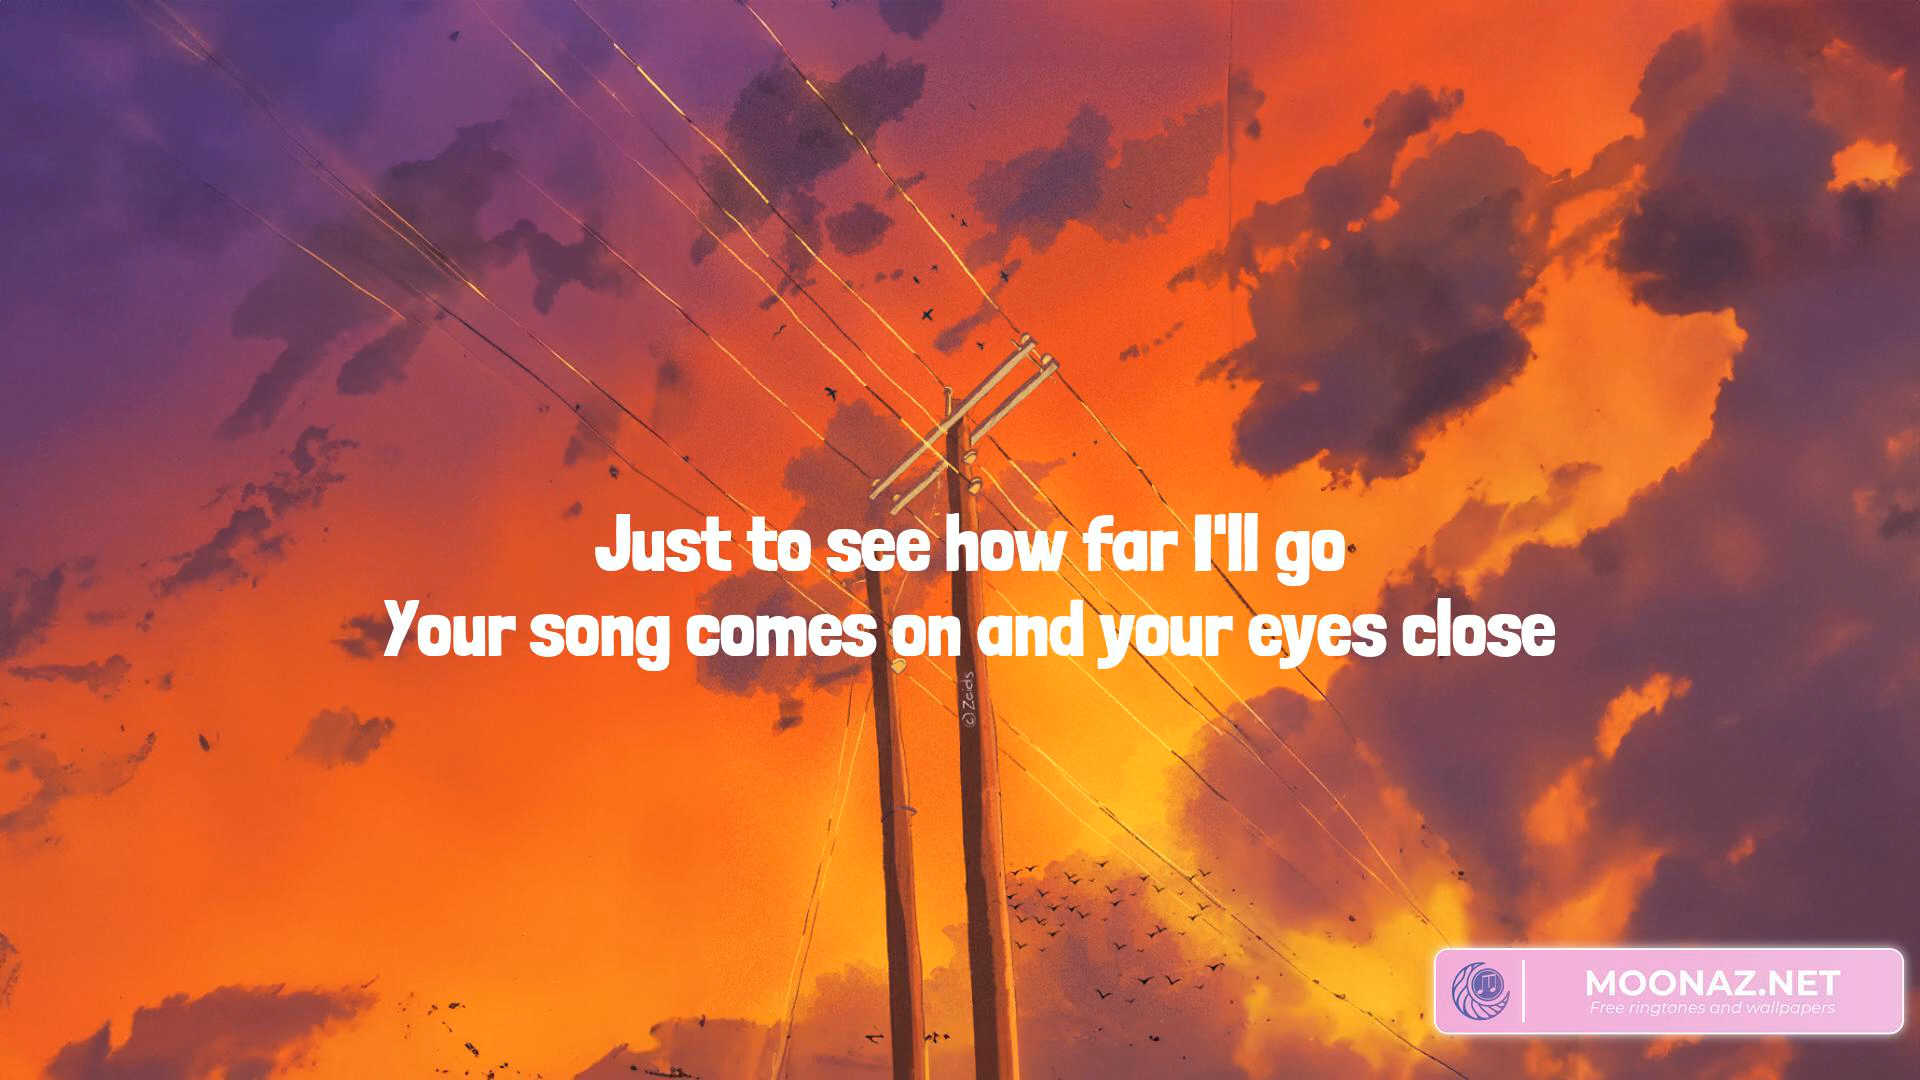 Just to see how far I'll go
Your song comes on and your eyes close
(c) Zaids
MOONAZ.NET
Free ringtones and wallpapers